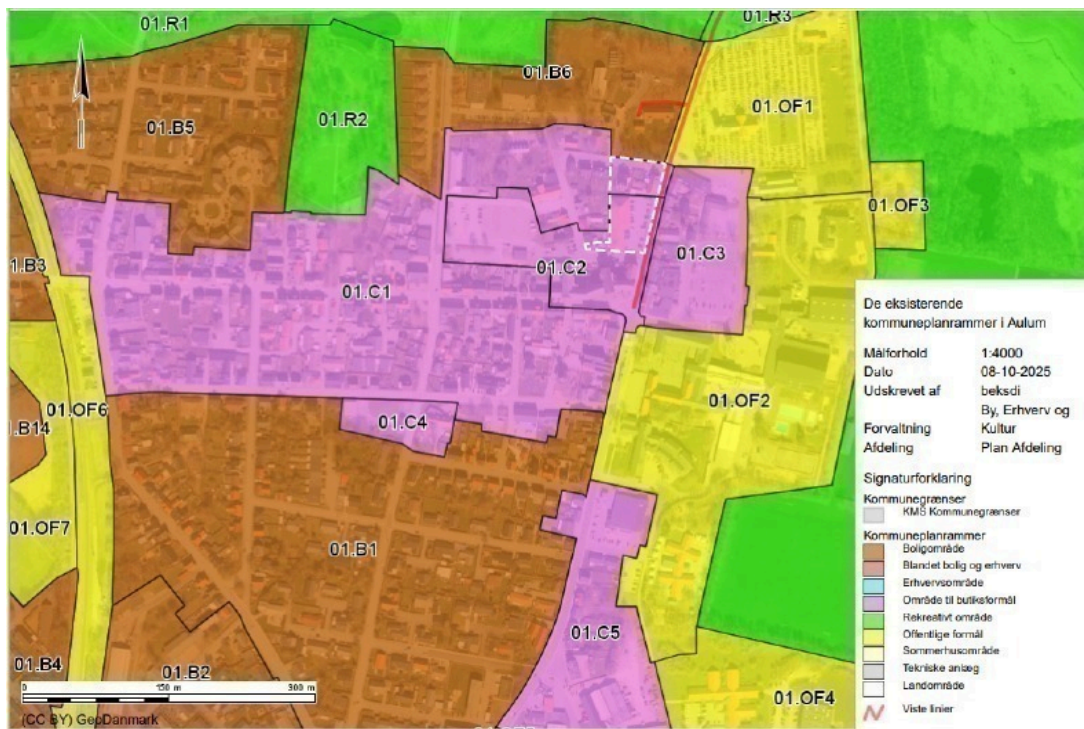 01.R1
01.R3
01.B6
01.OF1
01.R2
01.B5
01.OF3
01.C3
01.C2
01.C1
De eksisterende
kommuneplanrammer i Aulum
Målforhold 1:4000
Dato 08-10-2025
Udskrevet af beksdi
By, Erhverv og
Forvaltning Kultur
Afdeling Plan Afdeling
Signaturforklaring
Kommunegrænser
KMS Kommunegrænser
Kommuneplanrammer
Boligområde
Blandet bolig og erhverv
Erhvervsområde
Område til butiksformål
Rekreativt område
Offentlige formål
Sommerhusområde
Tekniske anlæg
Landområde
Viste linier
1.B3
01.OF6
01.OF2
01.C4
1.B14
01.OF7
01.B1
01.C5
01.B4
01.B2
01.OF4
0 150 m 300 m
(CC BY) GeoDanmark